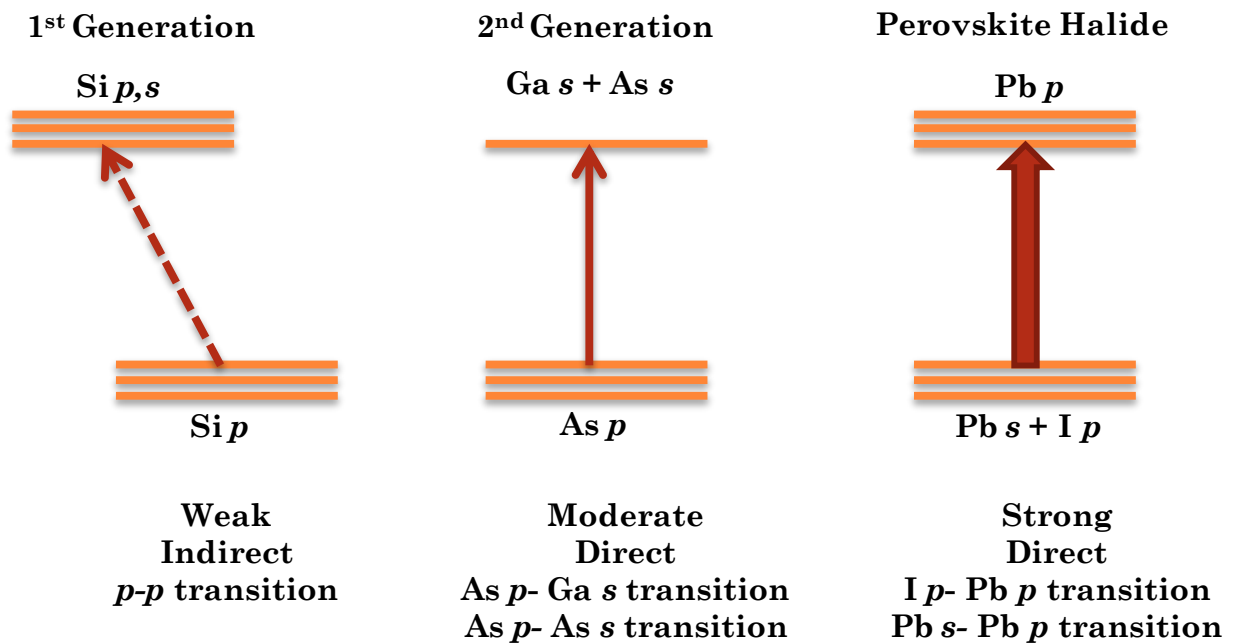 1st Generation
Si p,s
Si p
Weak
Indirect
p-p transition
2nd Generation
Ga s + As s
As p
Moderate
Direct
As p- Ga s transition
As p- As s transition
Perovskite Halide
Pb p
Pb s + I p
Strong
Direct
I p- Pb p transition
Pb s- Pb p transition